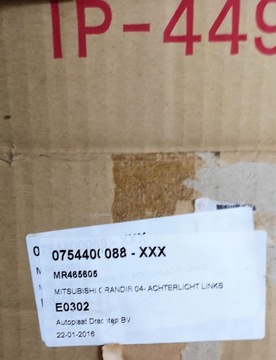 IP-449
0754400088 - XXX
MR465605
MITSUBISHI GRANDIS 04- ACHTERLICHT LINKS
E0302
Autoplaat Drachten BV
22-01-2016